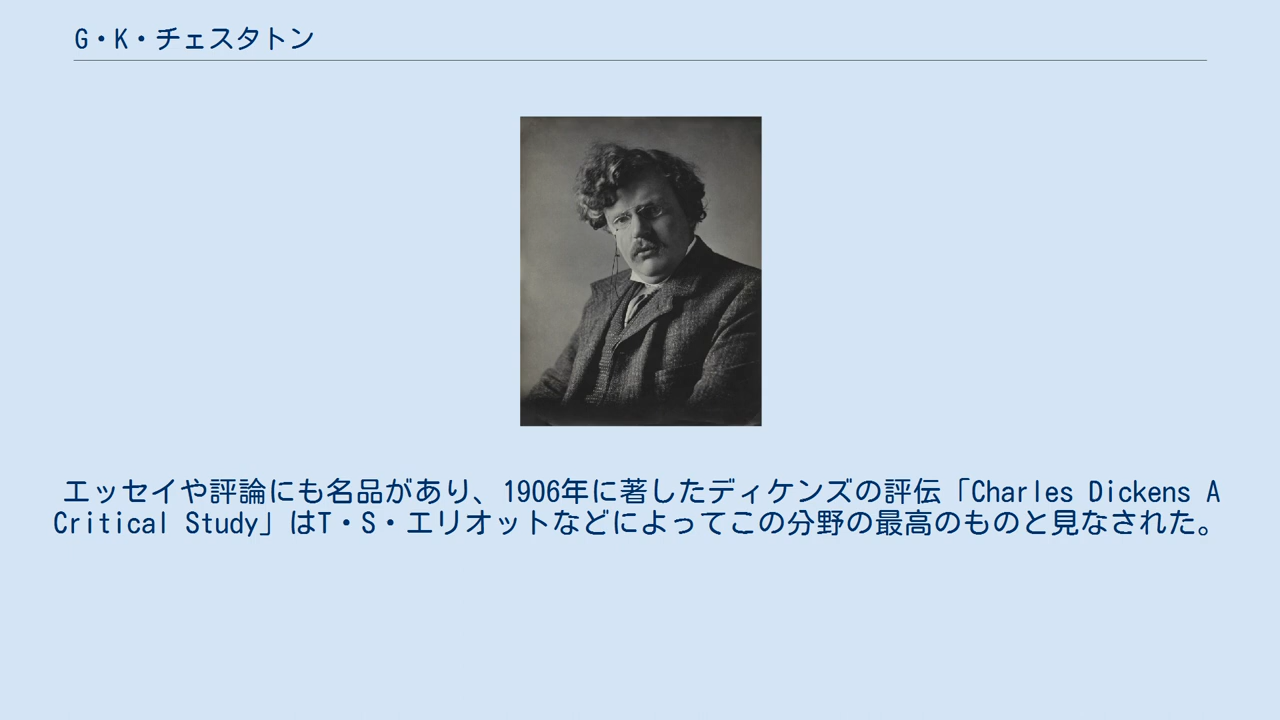 G・K・チェスタトン
エッセイや評論にも名品があり、1906年に著したディケンズの評伝「Charles Dickens A
Critical Study」はT・S・エリオットなどによってこの分野の最高のものと見なされた。